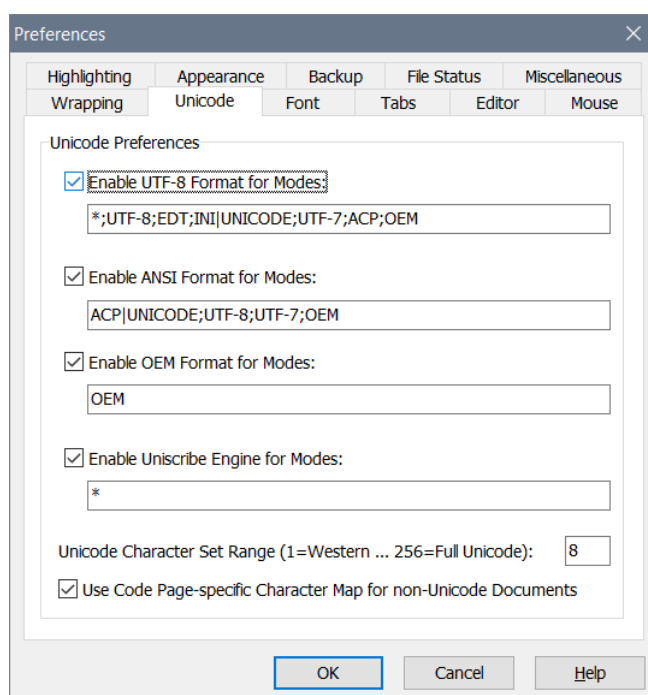 Preferences
Highlighting Appearance Backup File Status Miscellaneous
Wrapping Unicode Font Tabs Editor Mouse
Unicode Preferences
Enable UTF-8 Format for Modes:
*;UTF-8;EDT;INI|UNICODE;UTF-7;ACP;OEM
Enable ANSI Format for Modes:
ACP|UNICODE;UTF-8;UTF-7;OEM
Enable OEM Format for Modes:
OEM
Enable Uniscribe Engine for Modes:
*
Unicode Character Set Range (1=Western ... 256=Full Unicode): 8
Use Code Page-specific Character Map for non-Unicode Documents
OK Cancel Help